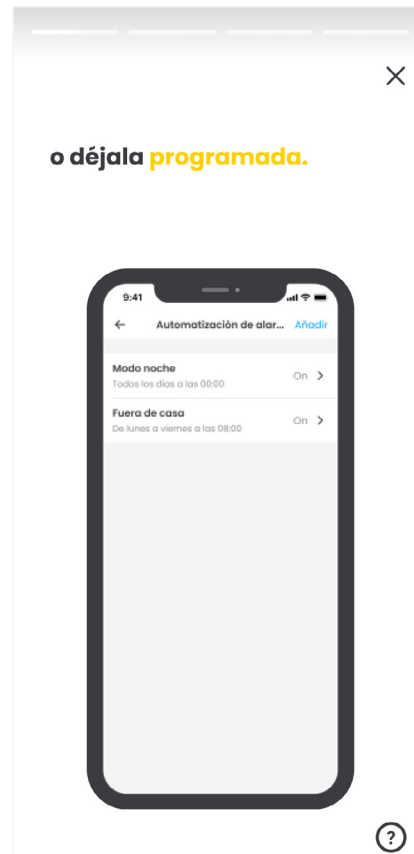 o déjala programada.
9:41
Automatización de alar... Añadir
Modo noche
Todos los días a las 00:00
On
Fuera de casa
De lunes a viernes a las 08:00
On
?